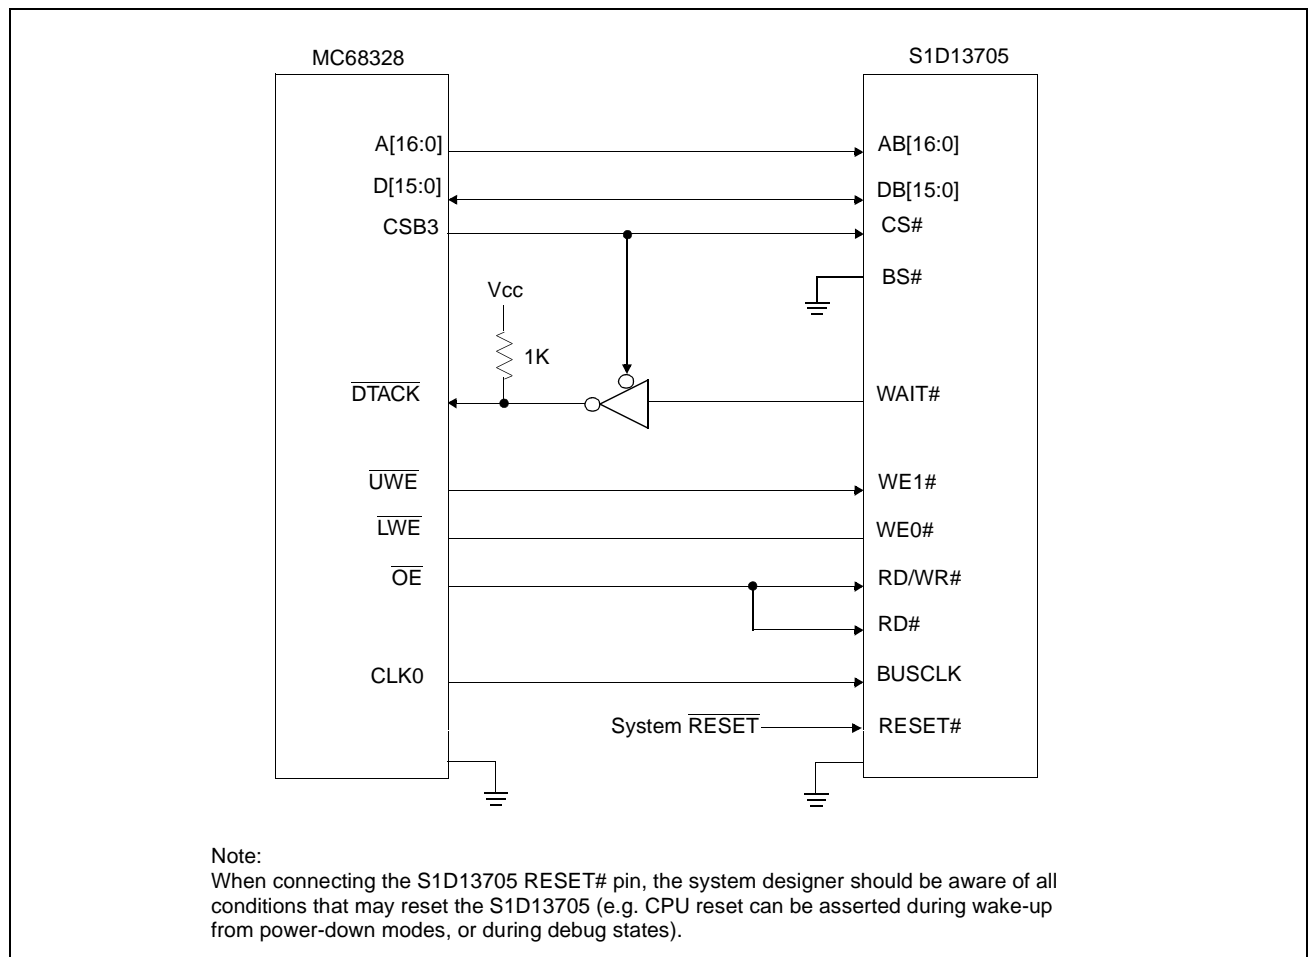 MC68328 S1D13705
A[16:0] AB[16:0]
D[15:0] DB[15:0]
CSB3 CS#
BS#
Vcc
1K
DTACK WAIT#
UWE WE1#
LWE WE0#
OE RD/WR#
RD#
CLK0 BUSCLK
System RESET RESET#
Note:
When connecting the S1D13705 RESET# pin, the system designer should be aware of all
conditions that may reset the S1D13705 (e.g. CPU reset can be asserted during wake-up
from power-down modes, or during debug states).